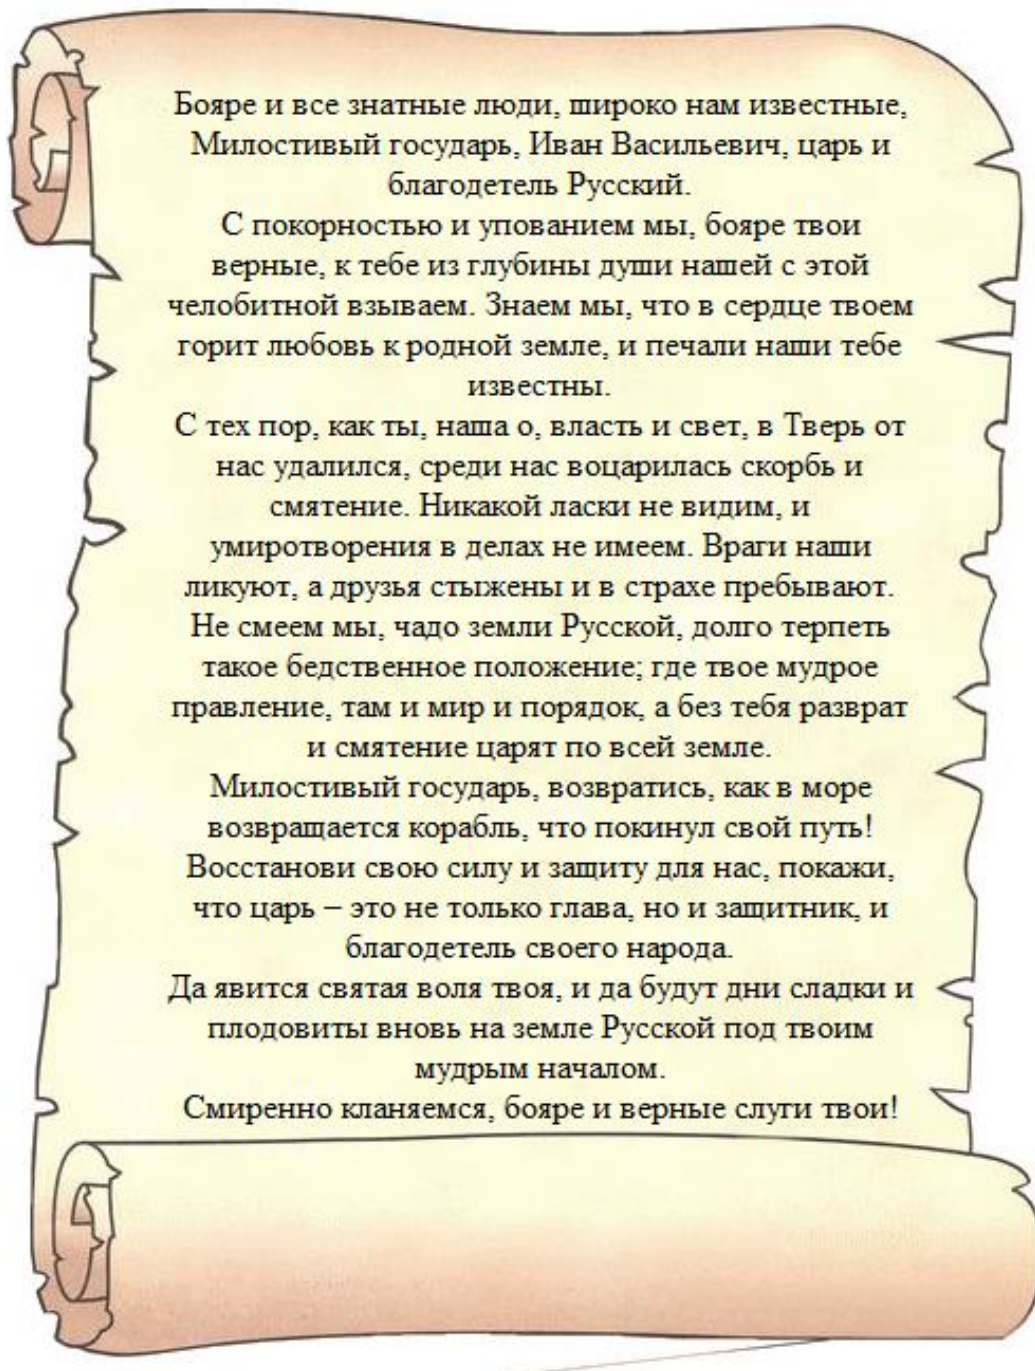 Бояре и все знатные люди, широко нам известные,
Милостивый государь, Иван Васильевич, царь и
благодетель Русский.
С покорностью и упованием мы, бояре твои
верные, к тебе из глубины души нашей с этой
челобитной взываем. Знаем мы, что в сердце твоем
горит любовь к родной земле, и печали наши тебе
известны.
С тех пор, как ты, наша о, власть и свет, в Тверь от
нас удалился, среди нас воцарилась скорбь и
смятение. Никакой ласки не видим, и
умиротворения в делах не имеем. Враги наши
ликуют, а друзья стыжены и в страхе пребывают.
Не смеем мы, чадо земли Русской, долго терпеть
такое бедственное положение; где твое мудрое
правление, там и мир и порядок, а без тебя разврат
и смятение царят по всей земле.
Милостивый государь, возвратись, как в море
возвращается корабль, что покинул свой путь!
Восстанови свою силу и защиту для нас, покажи,
что царь – это не только глава, но и защитник, и
благодетель своего народа.
Да явится святая воля твоя, и да будут дни сладки и
плодовиты вновь на земле Русской под твоим
мудрым началом.
Смиренно кланяемся, бояре и верные слуги твои!